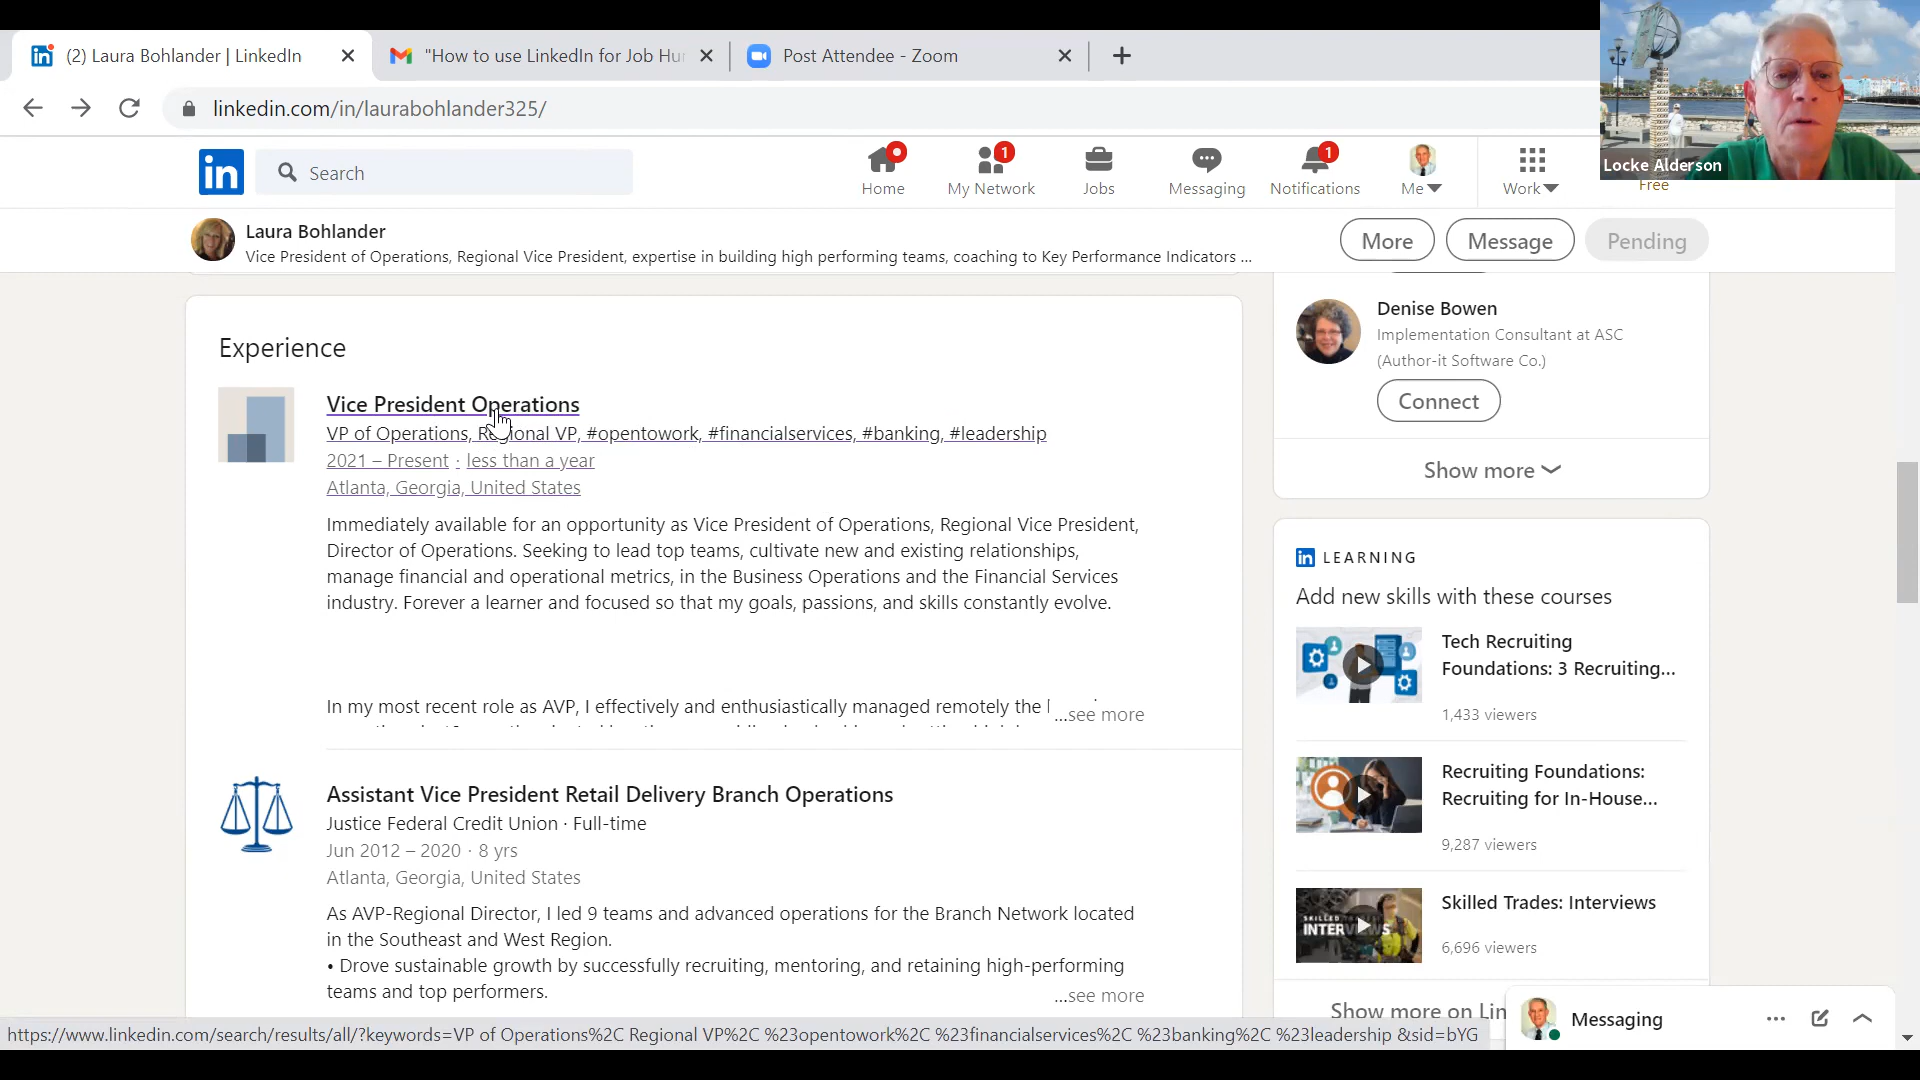 (2) Laura Bohlander | LinkedIn
"How to use LinkedIn for Job Hu
Post Attendee - Zoom
linkedin.com/in/laurabohlander325/
in
Search
Home
1
My Network
Jobs
Messaging
1
Notifications
Me
Work
Free
Locke Alderson
Laura Bohlander
Vice President of Operations, Regional Vice President, expertise in building high performing teams, coaching to Key Performance Indicators ...
More
Message
Pending
Experience
Vice President Operations
VP of Operations, Regional VP, #opentowork, #financialservices, #banking, #leadership
2021 – Present · less than a year
Atlanta, Georgia, United States
Immediately available for an opportunity as Vice President of Operations, Regional Vice President,
Director of Operations. Seeking to lead top teams, cultivate new and existing relationships,
manage financial and operational metrics, in the Business Operations and the Financial Services
industry. Forever a learner and focused so that my goals, passions, and skills constantly evolve.
In my most recent role as AVP, I effectively and enthusiastically managed remotely the
...see more
Assistant Vice President Retail Delivery Branch Operations
Justice Federal Credit Union · Full-time
Jun 2012 – 2020 · 8 yrs
Atlanta, Georgia, United States
As AVP-Regional Director, I led 9 teams and advanced operations for the Branch Network located
in the Southeast and West Region.
• Drove sustainable growth by successfully recruiting, mentoring, and retaining high-performing
teams and top performers.
...see more
Denise Bowen
Implementation Consultant at ASC
(Author-it Software Co.)
Connect
Show more
in LEARNING
Add new skills with these courses
Tech Recruiting
Foundations: 3 Recruiting...
1,433 viewers
Recruiting Foundations:
Recruiting for In-House...
9,287 viewers
SKILLED TRADES:
INTERVIEWS
Skilled Trades: Interviews
6,696 viewers
Show more on Lin
Messaging
https://www.linkedin.com/search/results/all/?keywords=VP of Operations%2C Regional VP%2C %23opentowork%2C %23financialservices%2C %23banking%2C %23leadership &sid=bYG